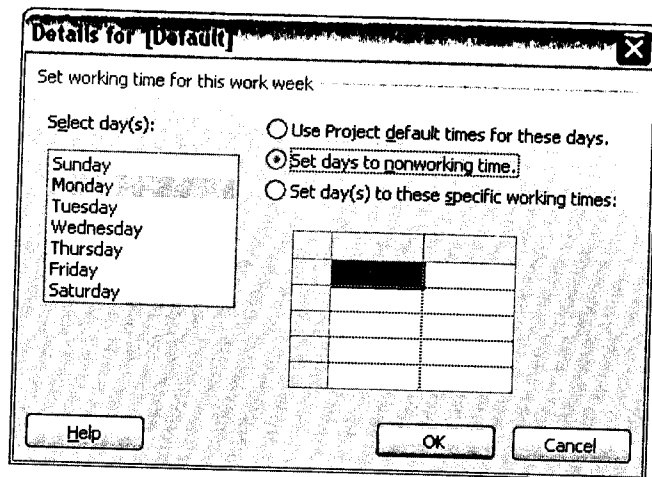 Details for '[Default]'
Set working time for this work week
Select day(s):
Sunday
Monday
Tuesday
Wednesday
Thursday
Friday
Saturday
Use Project default times for these days.
Set days to nonworking time.
Set day(s) to these specific working times:
Help
OK
Cancel